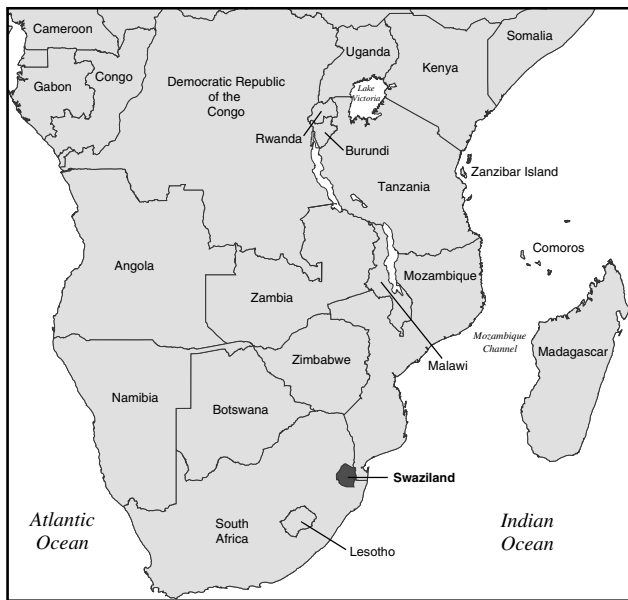 Cameroon
Somalia
Uganda
Congo
Kenya
Gabon
Democratic Republic
of the
Congo
Lake
Victoria
Rwanda
Burundi
Zanzibar Island
Tanzania
Comoros
Angola
Mozambique
Zambia
Mozambique
Channel
Madagascar
Malawi
Zimbabwe
Namibia
Botswana
Swaziland
Atlantic
Ocean
South
Africa
Lesotho
Indian
Ocean